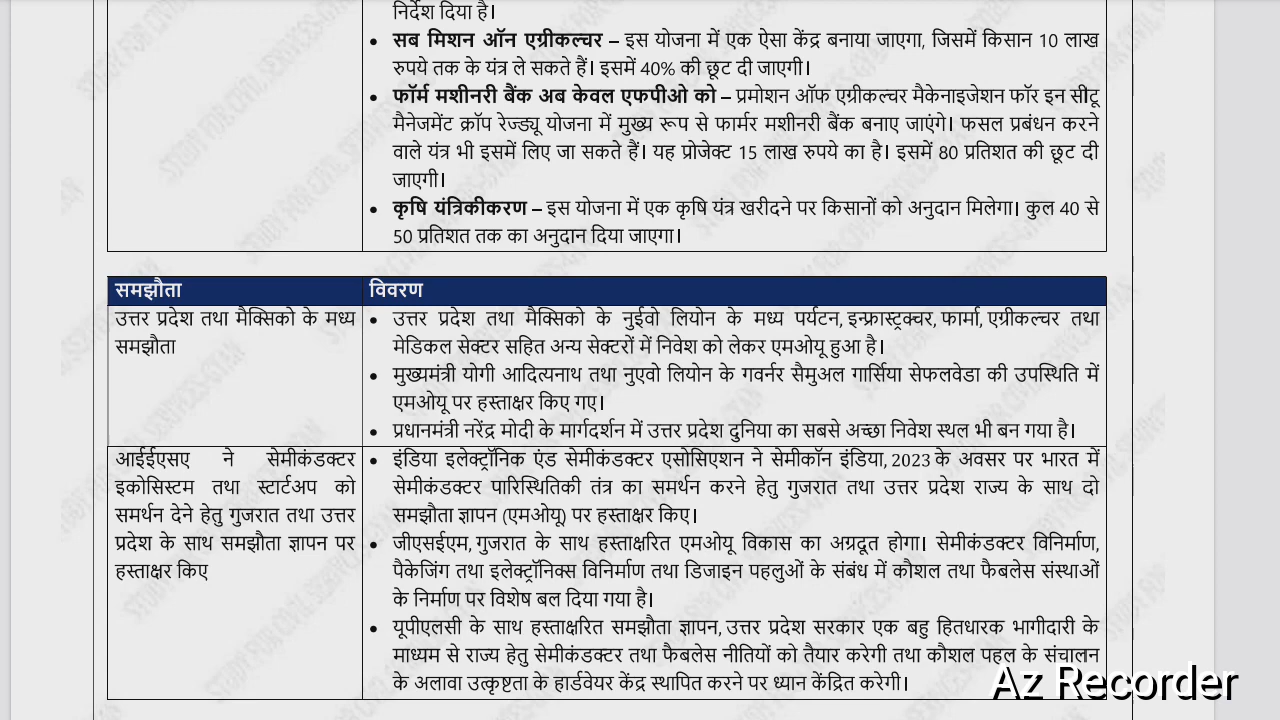 निर्देश दिया है।
• सब मिशन ऑन एग्रीकल्चर – इस योजना में एक ऐसा केंद्र बनाया जाएगा, जिसमें किसान 10 लाख
रुपये तक के यंत्र ले सकते हैं। इसमें 40% की छूट दी जाएगी।
• फॉर्म मशीनरी बैंक अब केवल एफपीओ को – प्रमोशन ऑफ एग्रीकल्चर मैकेनाइजेशन फॉर इन सीटू
मैनेजमेंट क्रॉप रेज्ड्यू योजना में मुख्य रूप से फार्मर मशीनरी बैंक बनाए जाएंगे। फसल प्रबंधन करने
वाले यंत्र भी इसमें लिए जा सकते हैं। यह प्रोजेक्ट 15 लाख रुपये का है। इसमें 80 प्रतिशत की छूट दी
जाएगी।
• कृषि यंत्रिकीकरण – इस योजना में एक कृषि यंत्र खरीदने पर किसानों को अनुदान मिलेगा। कुल 40 से
50 प्रतिशत तक का अनुदान दिया जाएगा।
समझौता
विवरण
उत्तर प्रदेश तथा मैक्सिको के मध्य
समझौता
• उत्तर प्रदेश तथा मैक्सिको के नुईवो लियोन के मध्य पर्यटन, इन्फ्रास्ट्रक्चर, फार्मा, एग्रीकल्चर तथा
मेडिकल सेक्टर सहित अन्य सेक्टरों में निवेश को लेकर एमओयू हुआ है।
• मुख्यमंत्री योगी आदित्यनाथ तथा नुएवो लियोन के गवर्नर सैमुअल गार्सिया सेफलवेडा की उपस्थिति में
एमओयू पर हस्ताक्षर किए गए।
• प्रधानमंत्री नरेंद्र मोदी के मार्गदर्शन में उत्तर प्रदेश दुनिया का सबसे अच्छा निवेश स्थल भी बन गया है।
आईईएसए ने सेमीकंडक्टर
इकोसिस्टम तथा स्टार्टअप को
समर्थन देने हेतु गुजरात तथा उत्तर
प्रदेश के साथ समझौता ज्ञापन पर
हस्ताक्षर किए
• इंडिया इलेक्ट्रॉनिक एंड सेमीकंडक्टर एसोसिएशन ने सेमीकॉन इंडिया, 2023 के अवसर पर भारत में
सेमीकंडक्टर पारिस्थितिकी तंत्र का समर्थन करने हेतु गुजरात तथा उत्तर प्रदेश राज्य के साथ दो
समझौता ज्ञापन (एमओयू) पर हस्ताक्षर किए।
• जीएसईएम, गुजरात के साथ हस्ताक्षरित एमओयू विकास का अग्रदूत होगा। सेमीकंडक्टर विनिर्माण,
पैकेजिंग तथा इलेक्ट्रॉनिक्स विनिर्माण तथा डिजाइन पहलुओं के संबंध में कौशल तथा फैबलेस संस्थाओं
के निर्माण पर विशेष बल दिया गया है।
• यूपीएलसी के साथ हस्ताक्षरित समझौता ज्ञापन, उत्तर प्रदेश सरकार एक बहु हितधारक भागीदारी के
माध्यम से राज्य हेतु सेमीकंडक्टर तथा फैबलेस नीतियों को तैयार करेगी तथा कौशल पहल के संचालन
के अलावा उत्कृष्टता के हार्डवेयर केंद्र स्थापित करने पर ध्यान केंद्रित करेगी।
Az Recorder